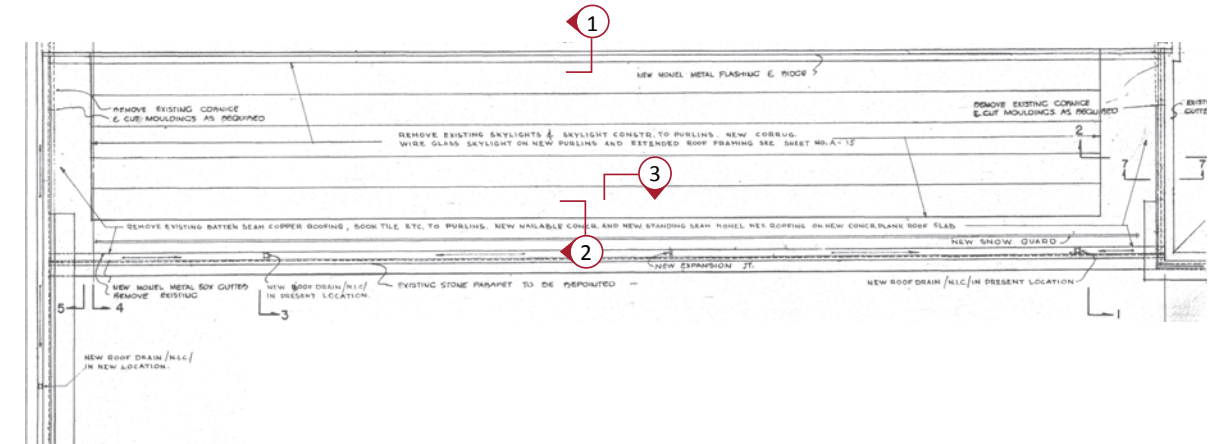 1
NEW MONEL METAL FLASHING & RIDGE
REMOVE EXISTING CORNICE
& CUT MOULDINGS AS REQUIRED
REMOVE EXISTING CORNICE
& CUT MOULDINGS AS REQUIRED
GUTTER
REMOVE EXISTING SKYLIGHTS & SKYLIGHT CONSTR. TO PURLINS. NEW CORRUG.
WIRE GLASS SKYLIGHT ON NEW PURLINS AND EXTENDED ROOF FRAMING SEE SHEET NO. A-15
2
7
7
3
REMOVE EXISTING BATTEN SEAM COPPER ROOFING, BOOK TILE ETC. TO PURLINS. NEW NAILABLE CONCR. AND NEW STANDING SEAM MONEL MET. ROOFING ON NEW CONCR. PLANK ROOF SLAB
NEW SNOW GUARD
2
NEW EXPANSION JT.
NEW MONEL METAL BOX GUTTER
REMOVE EXISTING
NEW ROOF DRAIN /N.I.C/
IN PRESENT LOCATION.
EXISTING STONE PARAPET TO BE REPOINTED
NEW ROOF DRAIN /N.I.C/ IN PRESENT LOCATION
5
4
3
1
NEW ROOF DRAIN /N.I.C/
IN NEW LOCATION.